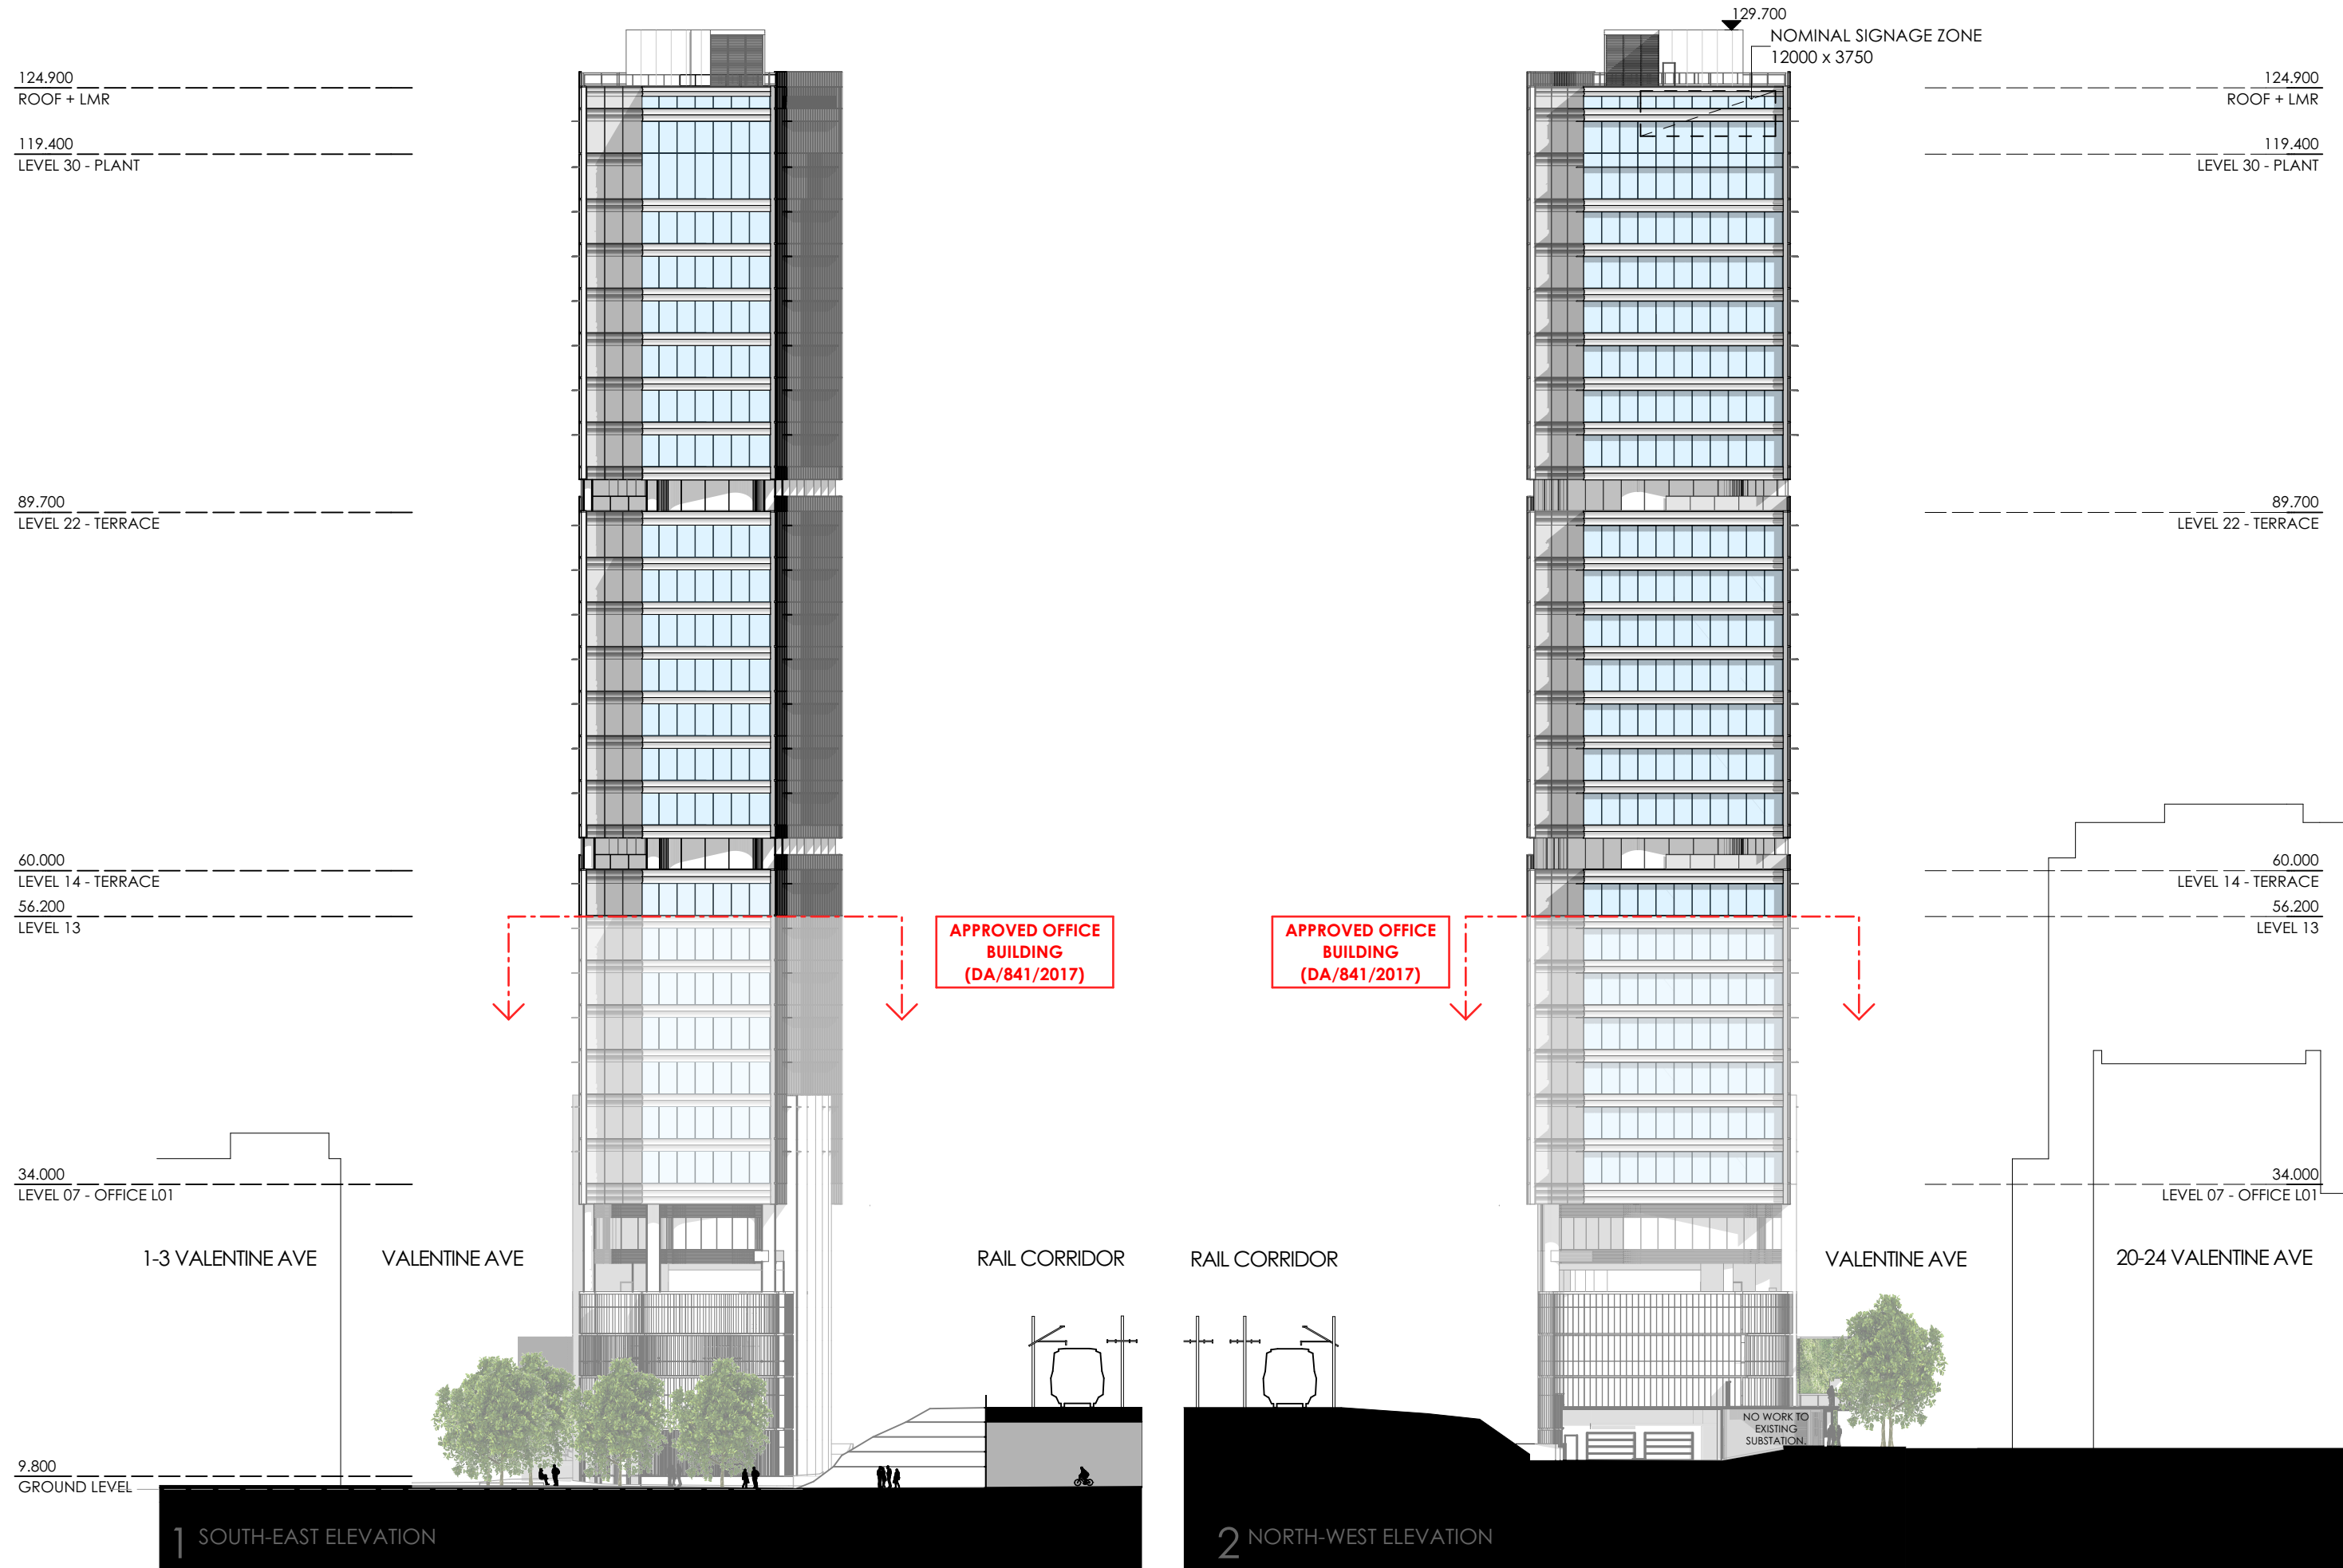 124.900
ROOF + LMR
119.400
LEVEL 30 - PLANT
89.700
LEVEL 22 - TERRACE
60.000
LEVEL 14 - TERRACE
56.200
LEVEL 13
APPROVED OFFICE
BUILDING
(DA/841/2017)
34.000
LEVEL 07 - OFFICE L01
1-3 VALENTINE AVE
VALENTINE AVE
RAIL CORRIDOR
9.800
GROUND LEVEL
1 SOUTH-EAST ELEVATION
129.700
NOMINAL SIGNAGE ZONE
12000 x 3750
124.900
ROOF + LMR
119.400
LEVEL 30 - PLANT
89.700
LEVEL 22 - TERRACE
60.000
LEVEL 14 - TERRACE
56.200
LEVEL 13
APPROVED OFFICE
BUILDING
(DA/841/2017)
34.000
LEVEL 07 - OFFICE L01
RAIL CORRIDOR
VALENTINE AVE
20-24 VALENTINE AVE
NO WORK TO
EXISTING
SUBSTATION.
2 NORTH-WEST ELEVATION